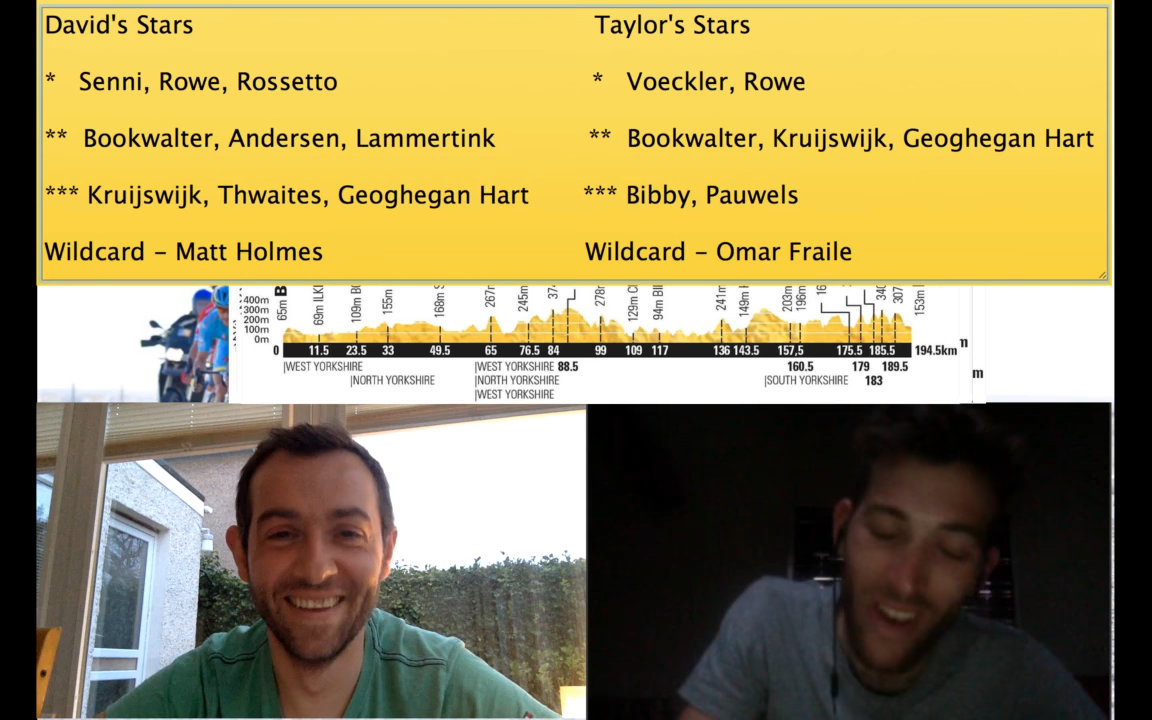 David's Stars
* Senni, Rowe, Rossetto
** Bookwalter, Andersen, Lammertink
*** Kruijswijk, Thwaites, Geoghegan Hart
Wildcard – Matt Holmes
Taylor's Stars
* Voeckler, Rowe
** Bookwalter, Kruijswijk, Geoghegan Hart
*** Bibby, Pauwels
Wildcard – Omar Fraile
400m
300m
200m
100m
0m
65m B
69m ILKI
109m
155m
168m
267m
245m
278m
129m
94m
241m
149m
203m
196m
307
153m
0 11.5 23.5 33 49.5 65 76.5 84 99 109 117 136 143.5 157,5 175.5 185.5 194.5km
88.5 160.5 179 189.5
183
|WEST YORKSHIRE
|NORTH YORKSHIRE
|WEST YORKSHIRE
|NORTH YORKSHIRE
|WEST YORKSHIRE
|SOUTH YORKSHIRE
m
m